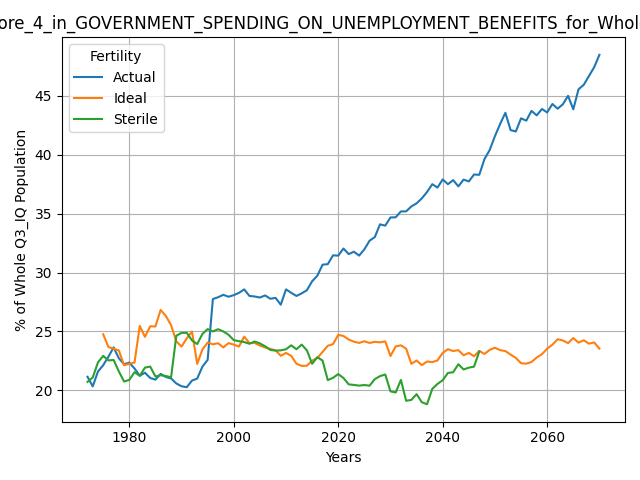 ore_4_in_GOVERNMENT_SPENDING_ON_UNEMPLOYMENT_BENEFITS_for_Whol
Fertility
Actual
Ideal
Sterile
% of Whole Q3_IQ Population
45
40
35
30
25
20
1980
2000
2020
2040
2060
Years